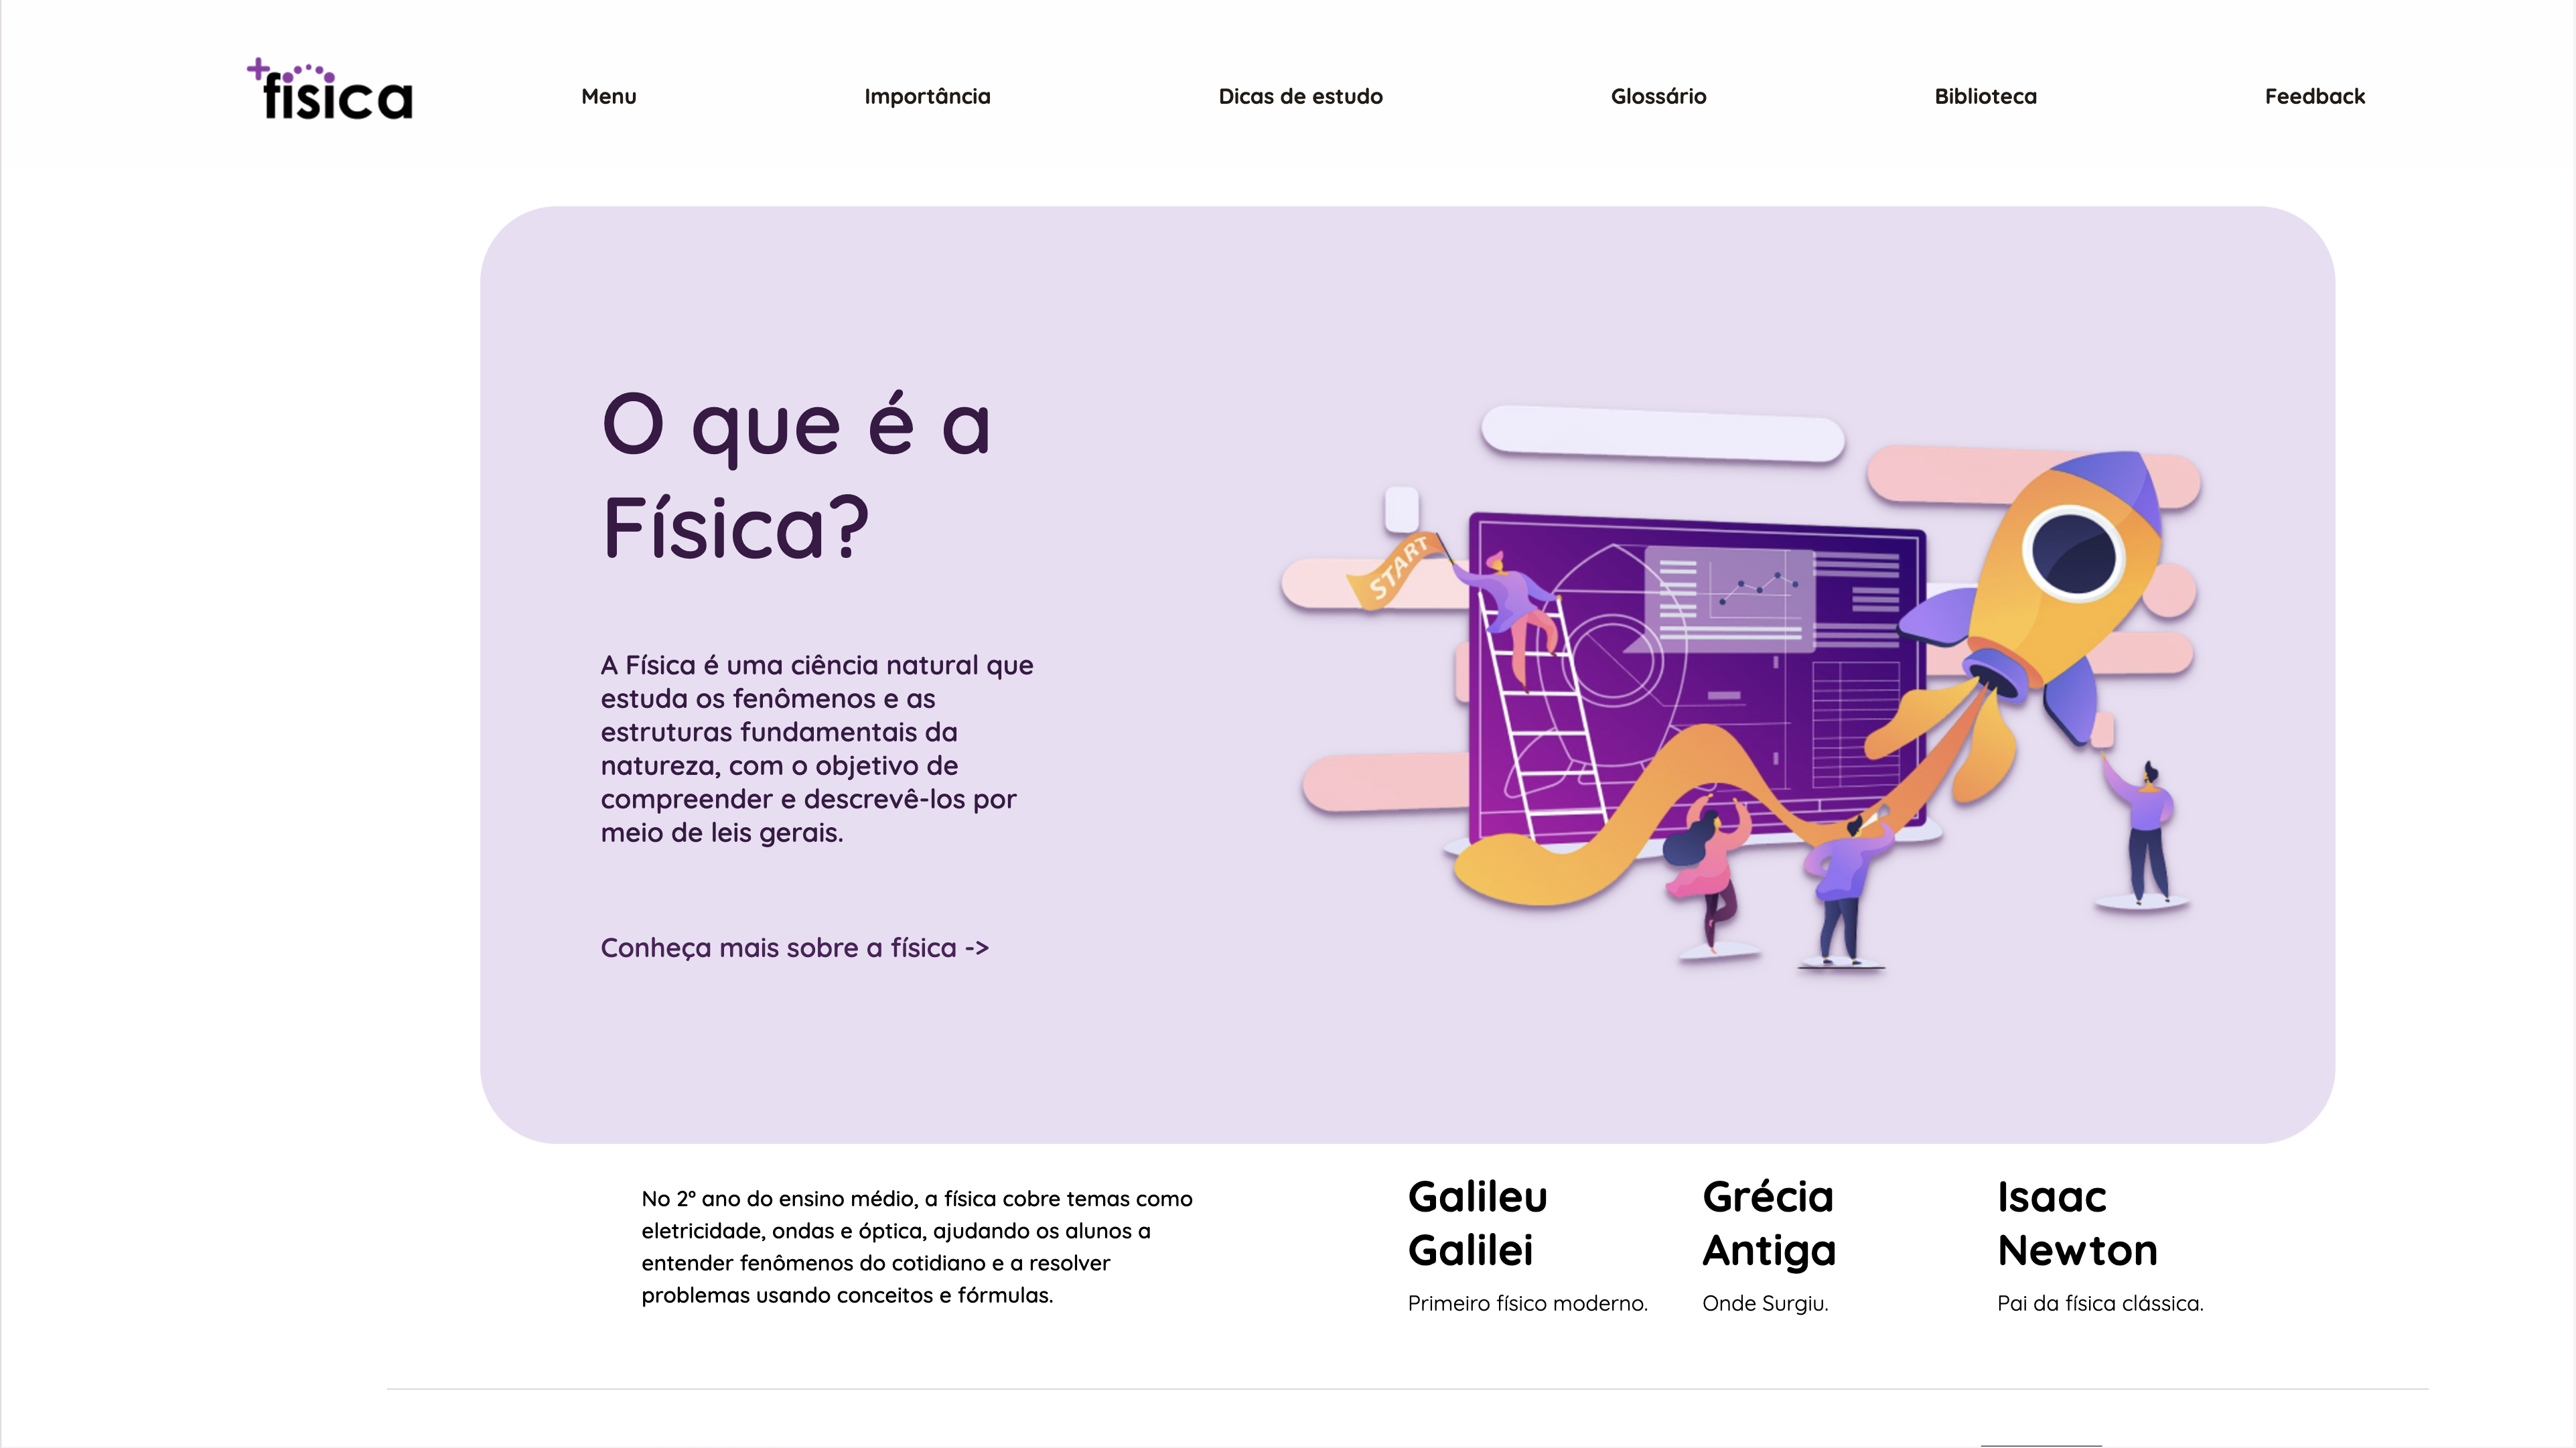 +fisica
Menu
Importância
Dicas de estudo
Glossário
Biblioteca
Feedback
O que é a
Física?
A Física é uma ciência natural que
estuda os fenômenos e as
estruturas fundamentais da
natureza, com o objetivo de
compreender e descrevê-los por
meio de leis gerais.
Conheça mais sobre a física ->
START
No 2º ano do ensino médio, a física cobre temas como
eletricidade, ondas e óptica, ajudando os alunos a
entender fenômenos do cotidiano e a resolver
problemas usando conceitos e fórmulas.
Galileu
Galilei
Primeiro físico moderno.
Grécia
Antiga
Onde Surgiu.
Isaac
Newton
Pai da física clássica.